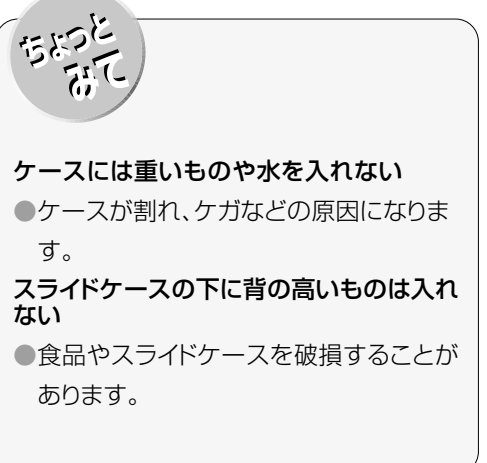 ちょっと
みて
ケースには重いものや水を入れない
●ケースが割れ、ケガなどの原因になりま
す。
スライドケースの下に背の高いものは入れ
ない
●食品やスライドケースを破損することが
あります。